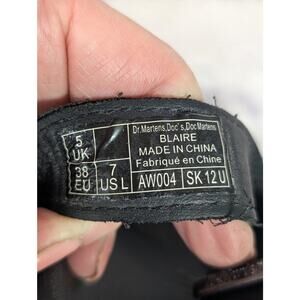 5
UK
38
EU
7
US L
Dr.Martens,Doc's,Doc Martens
BLAIRE
MADE IN CHINA
Fabriqué en Chine
AW004
SK 12 U